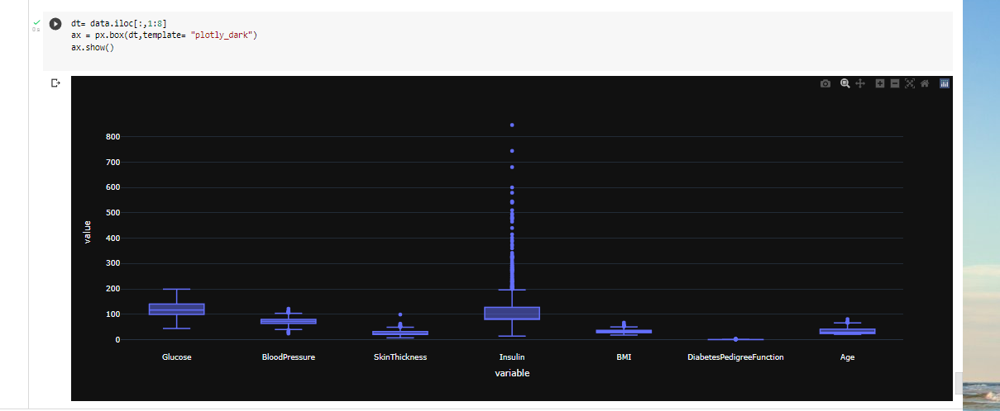 dt= data.iloc[:,1:8]
ax = px.box(dt,template= "plotly_dark")
ax.show()
0s
800
700
600
500
400
300
200
100
0
value
Glucose BloodPressure SkinThickness Insulin BMI DiabetesPedigreeFunction Age
variable